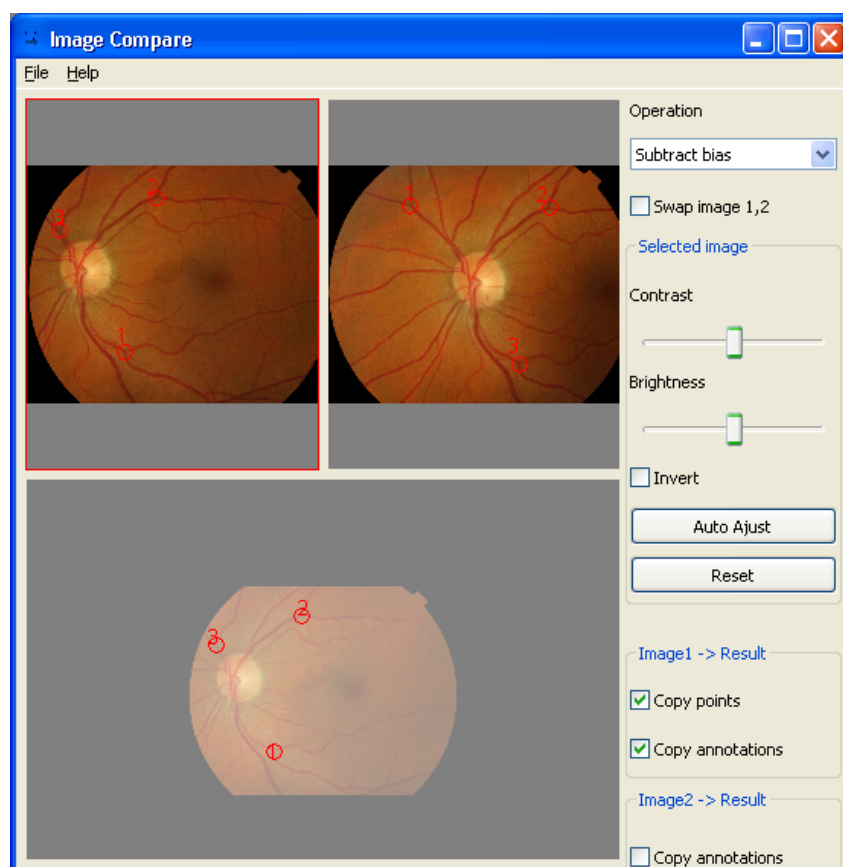 Image Compare
File Help
3
2
1
1
2
3
Operation
Subtract bias
Swap image 1,2
Selected image
Contrast
Brightness
Invert
Auto Ajust
Reset
3
2
1
Image1 -> Result
Copy points
Copy annotations
Image2 -> Result
Copy annotations